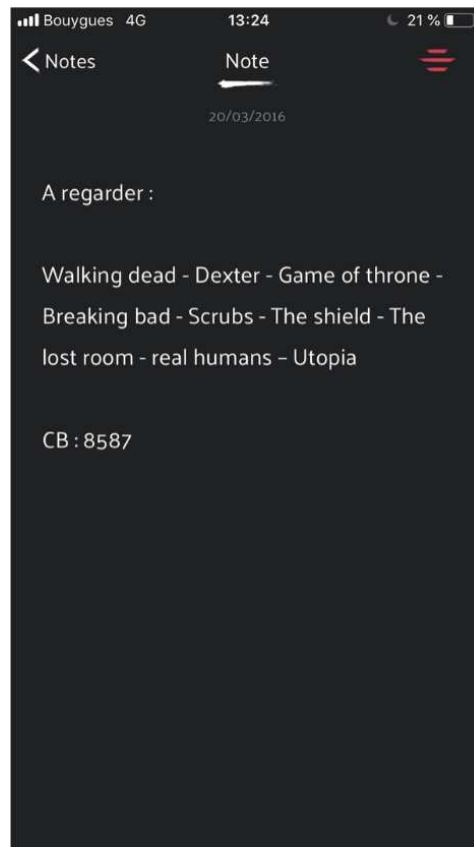 Bouygues 4G 13:24 21 %
Notes Note
20/03/2016
A regarder :
Walking dead - Dexter - Game of throne -
Breaking bad - Scrubs - The shield - The
lost room - real humans – Utopia
CB : 8587